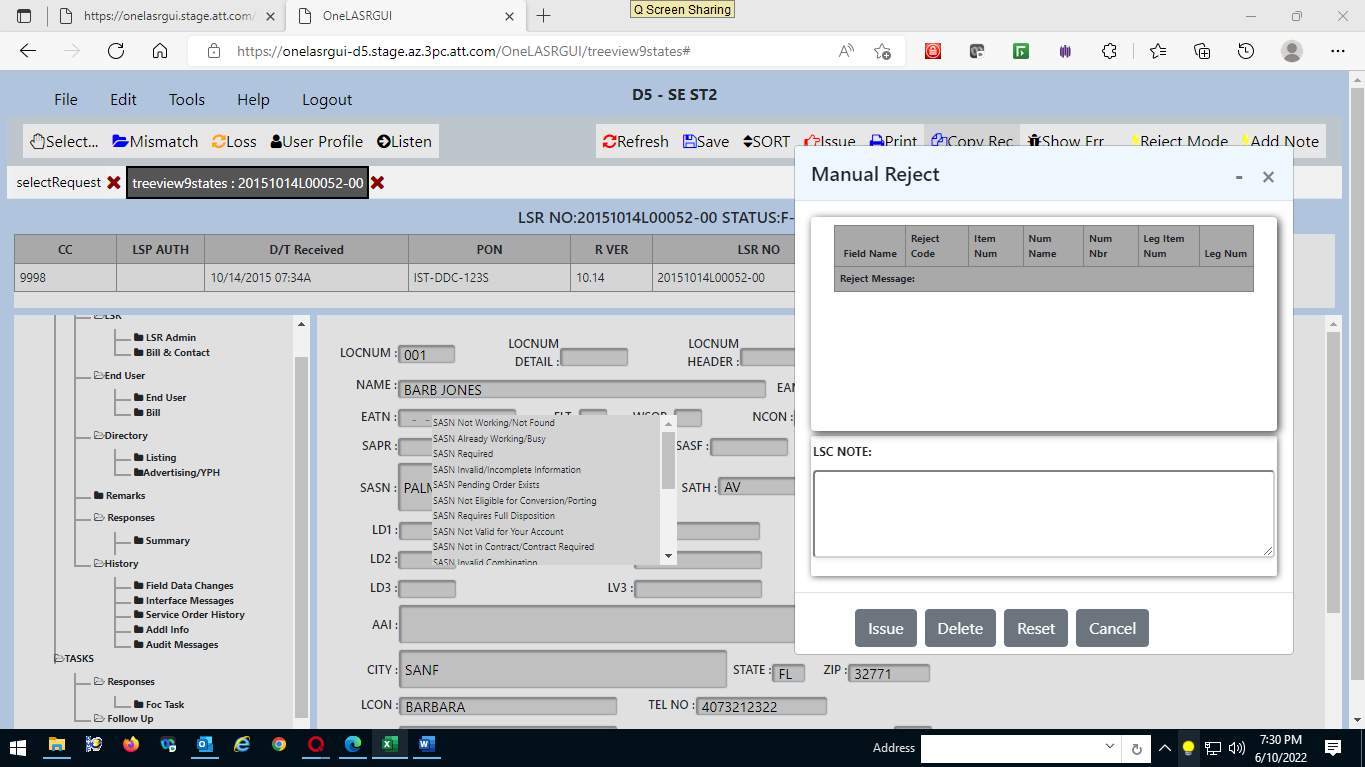 Q Screen Sharing
https://onelasrgui.stage.att.com/
OneLASRGUI
https://onelasrgui-d5.stage.az.3pc.att.com/OneLASRGUI/treeview9states#
D5 - SE ST2
File Edit Tools Help Logout
Select... Mismatch Loss User Profile Listen
Refresh Save SORT Issue Print Copy Rec Show Err Reject Mode Add Note
selectRequest treeview9states : 20151014L00052-00
LSR NO:20151014L00052-00 STATUS:F-
CC LSP AUTH D/T Received PON R VER LSR NO
9998 10/14/2015 07:34A IST-DDC-123S 10.14 20151014L00052-00
LSR
LSR Admin
Bill & Contact
End User
End User
Bill
Directory
Listing
Advertising/YPH
Remarks
Responses
Summary
History
Field Data Changes
Interface Messages
Service Order History
Addl Info
Audit Messages
TASKS
Responses
Foc Task
Follow Up
LOCNUM : 001
LOCNUM
DETAIL :
LOCNUM
HEADER :
NAME : BARB JONES
EATN : - -
NCON :
SAPR :
SASF :
SASN :
SATH : AV
LD1 :
LD2 :
LD3 :
LV3 :
AAI :
CITY : SANF
STATE : FL
ZIP : 32771
LCON : BARBARA
TEL NO : 4073212322
SASN Not Working/Not Found
SASN Already Working/Busy
SASN Required
SASN Invalid/Incomplete Information
SASN Pending Order Exists
SASN Not Eligible for Conversion/Porting
SASN Requires Full Disposition
SASN Not Valid for Your Account
SASN Not in Contract/Contract Required
SASN Invalid Combination
Manual Reject
Field Name
Reject
Code
Item
Num
Num
Name
Num
Nbr
Leg Item
Num
Leg Num
Reject Message:
LSC NOTE:
Issue Delete Reset Cancel
Address
7:30 PM
6/10/2022